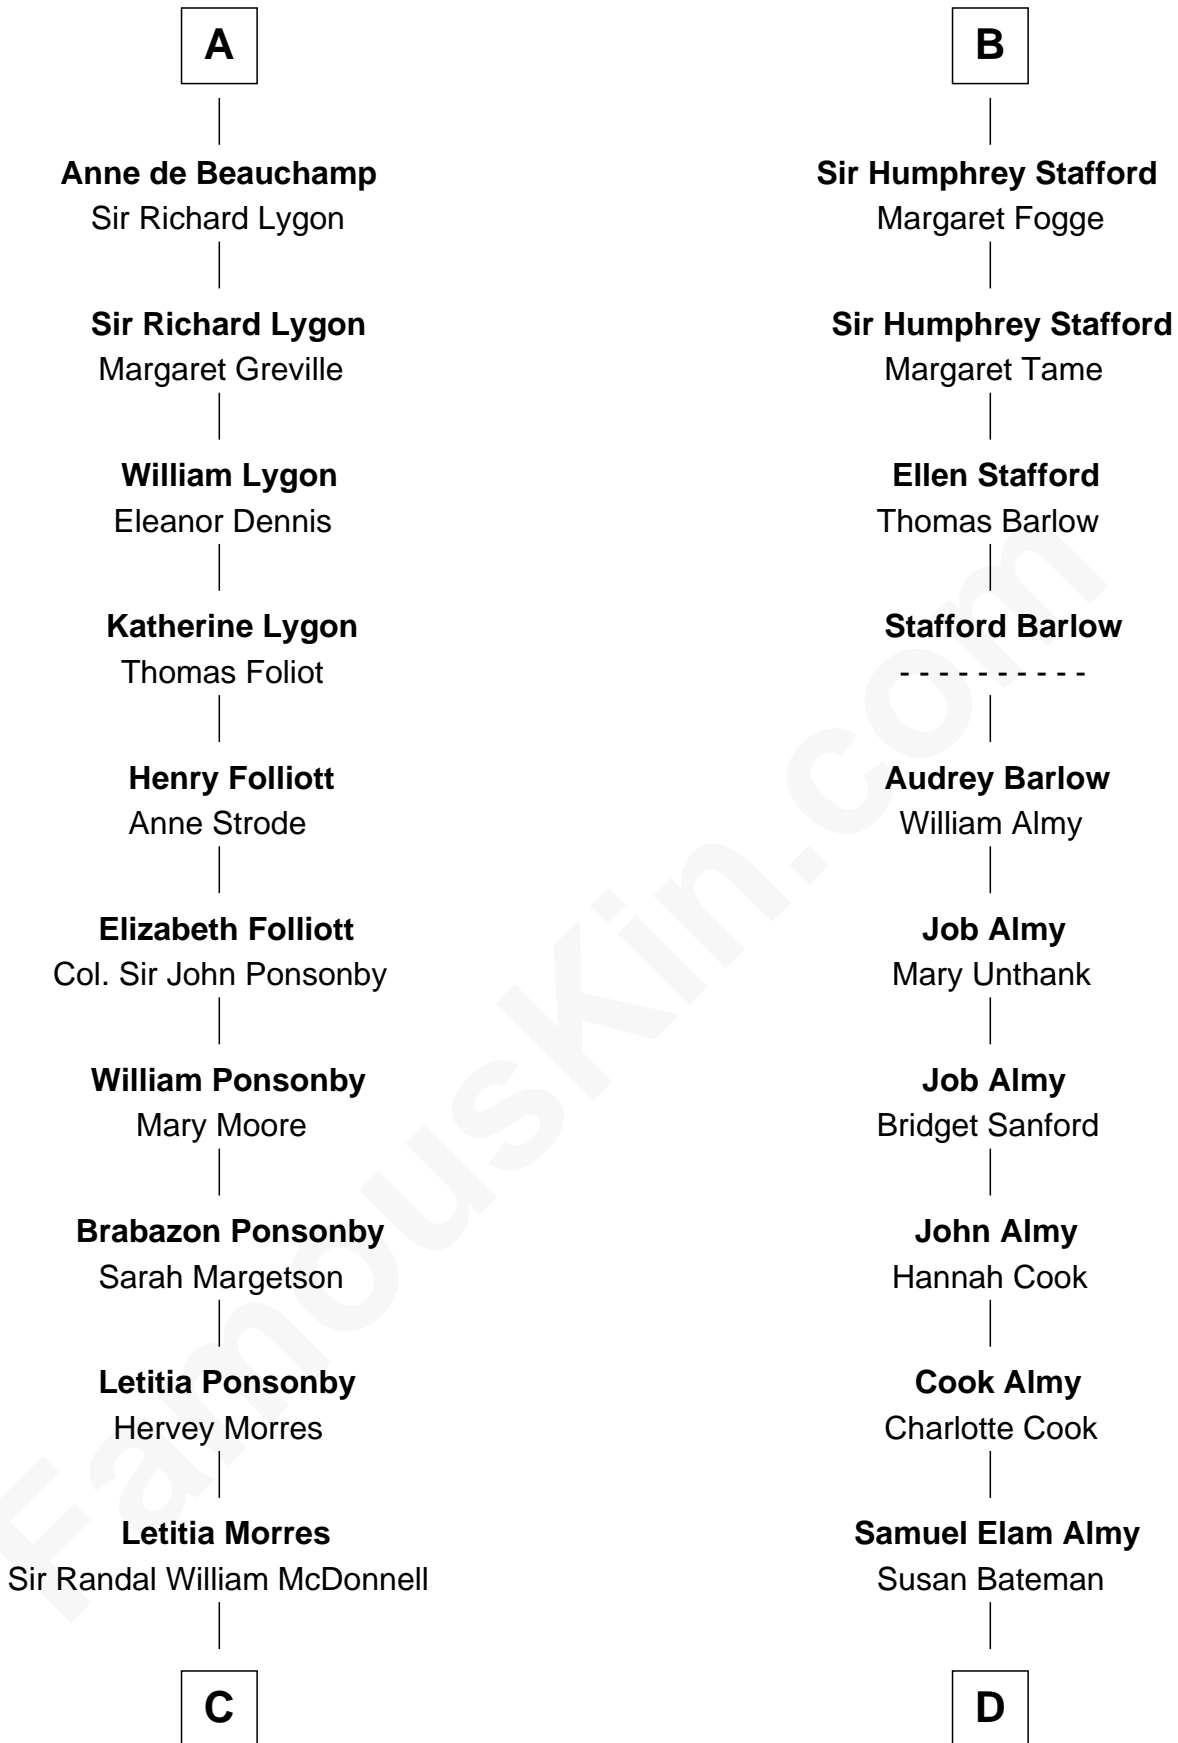 A
Anne de Beauchamp
Sir Richard Lygon
Sir Richard Lygon
Margaret Greville
William Lygon
Eleanor Dennis
Katherine Lygon
Thomas Foliot
Henry Folliott
Anne Strode
Elizabeth Folliott
Col. Sir John Ponsonby
William Ponsonby
Mary Moore
Brabazon Ponsonby
Sarah Margetson
Letitia Ponsonby
Hervey Morres
Letitia Morres
Sir Randal William McDonnell
C
B
Sir Humphrey Stafford
Margaret Fogge
Sir Humphrey Stafford
Margaret Tame
Ellen Stafford
Thomas Barlow
Stafford Barlow
- - - - - - - - - -
Audrey Barlow
William Almy
Job Almy
Mary Unthank
Job Almy
Bridget Sanford
John Almy
Hannah Cook
Cook Almy
Charlotte Cook
Samuel Elam Almy
Susan Bateman
D
FamousKin.com